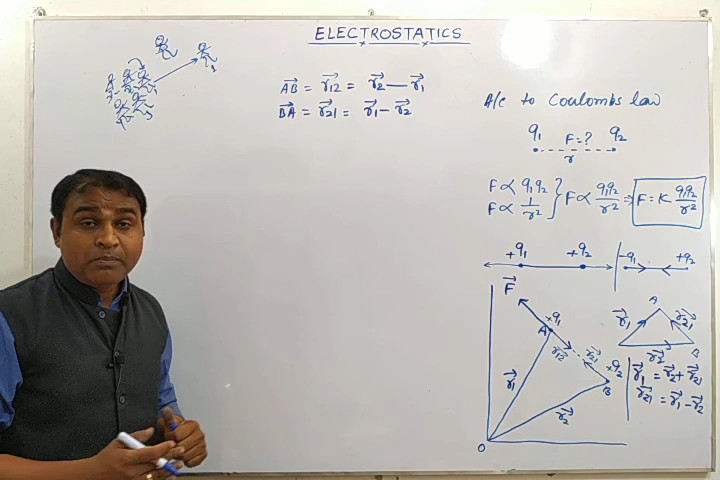 ELECTROSTATICS
AB⃗ = r₁₂⃗ = r₂⃗ — r₁⃗
BA⃗ = r₂₁⃗ = r₁⃗ - r₂⃗
A/c to Coulombs law
q₁ F=? q₂
r
F ∝ q₁q₂
F ∝ 1/r²
} F ∝ q₁q₂/r² ⇒ F = K q₁q₂/r²
+q₁ +q₂
-q₁ +q₂
F⃗
+q₁
A
r₁₂⃗ r₂₁⃗
+q₂
B
r₁⃗
r₂⃗
O
A
r₁⃗ r₂₁⃗
B
r₂⃗
r₁⃗ = r₂⃗ + r₂₁⃗
r₂₁⃗ = r₁⃗ - r₂⃗